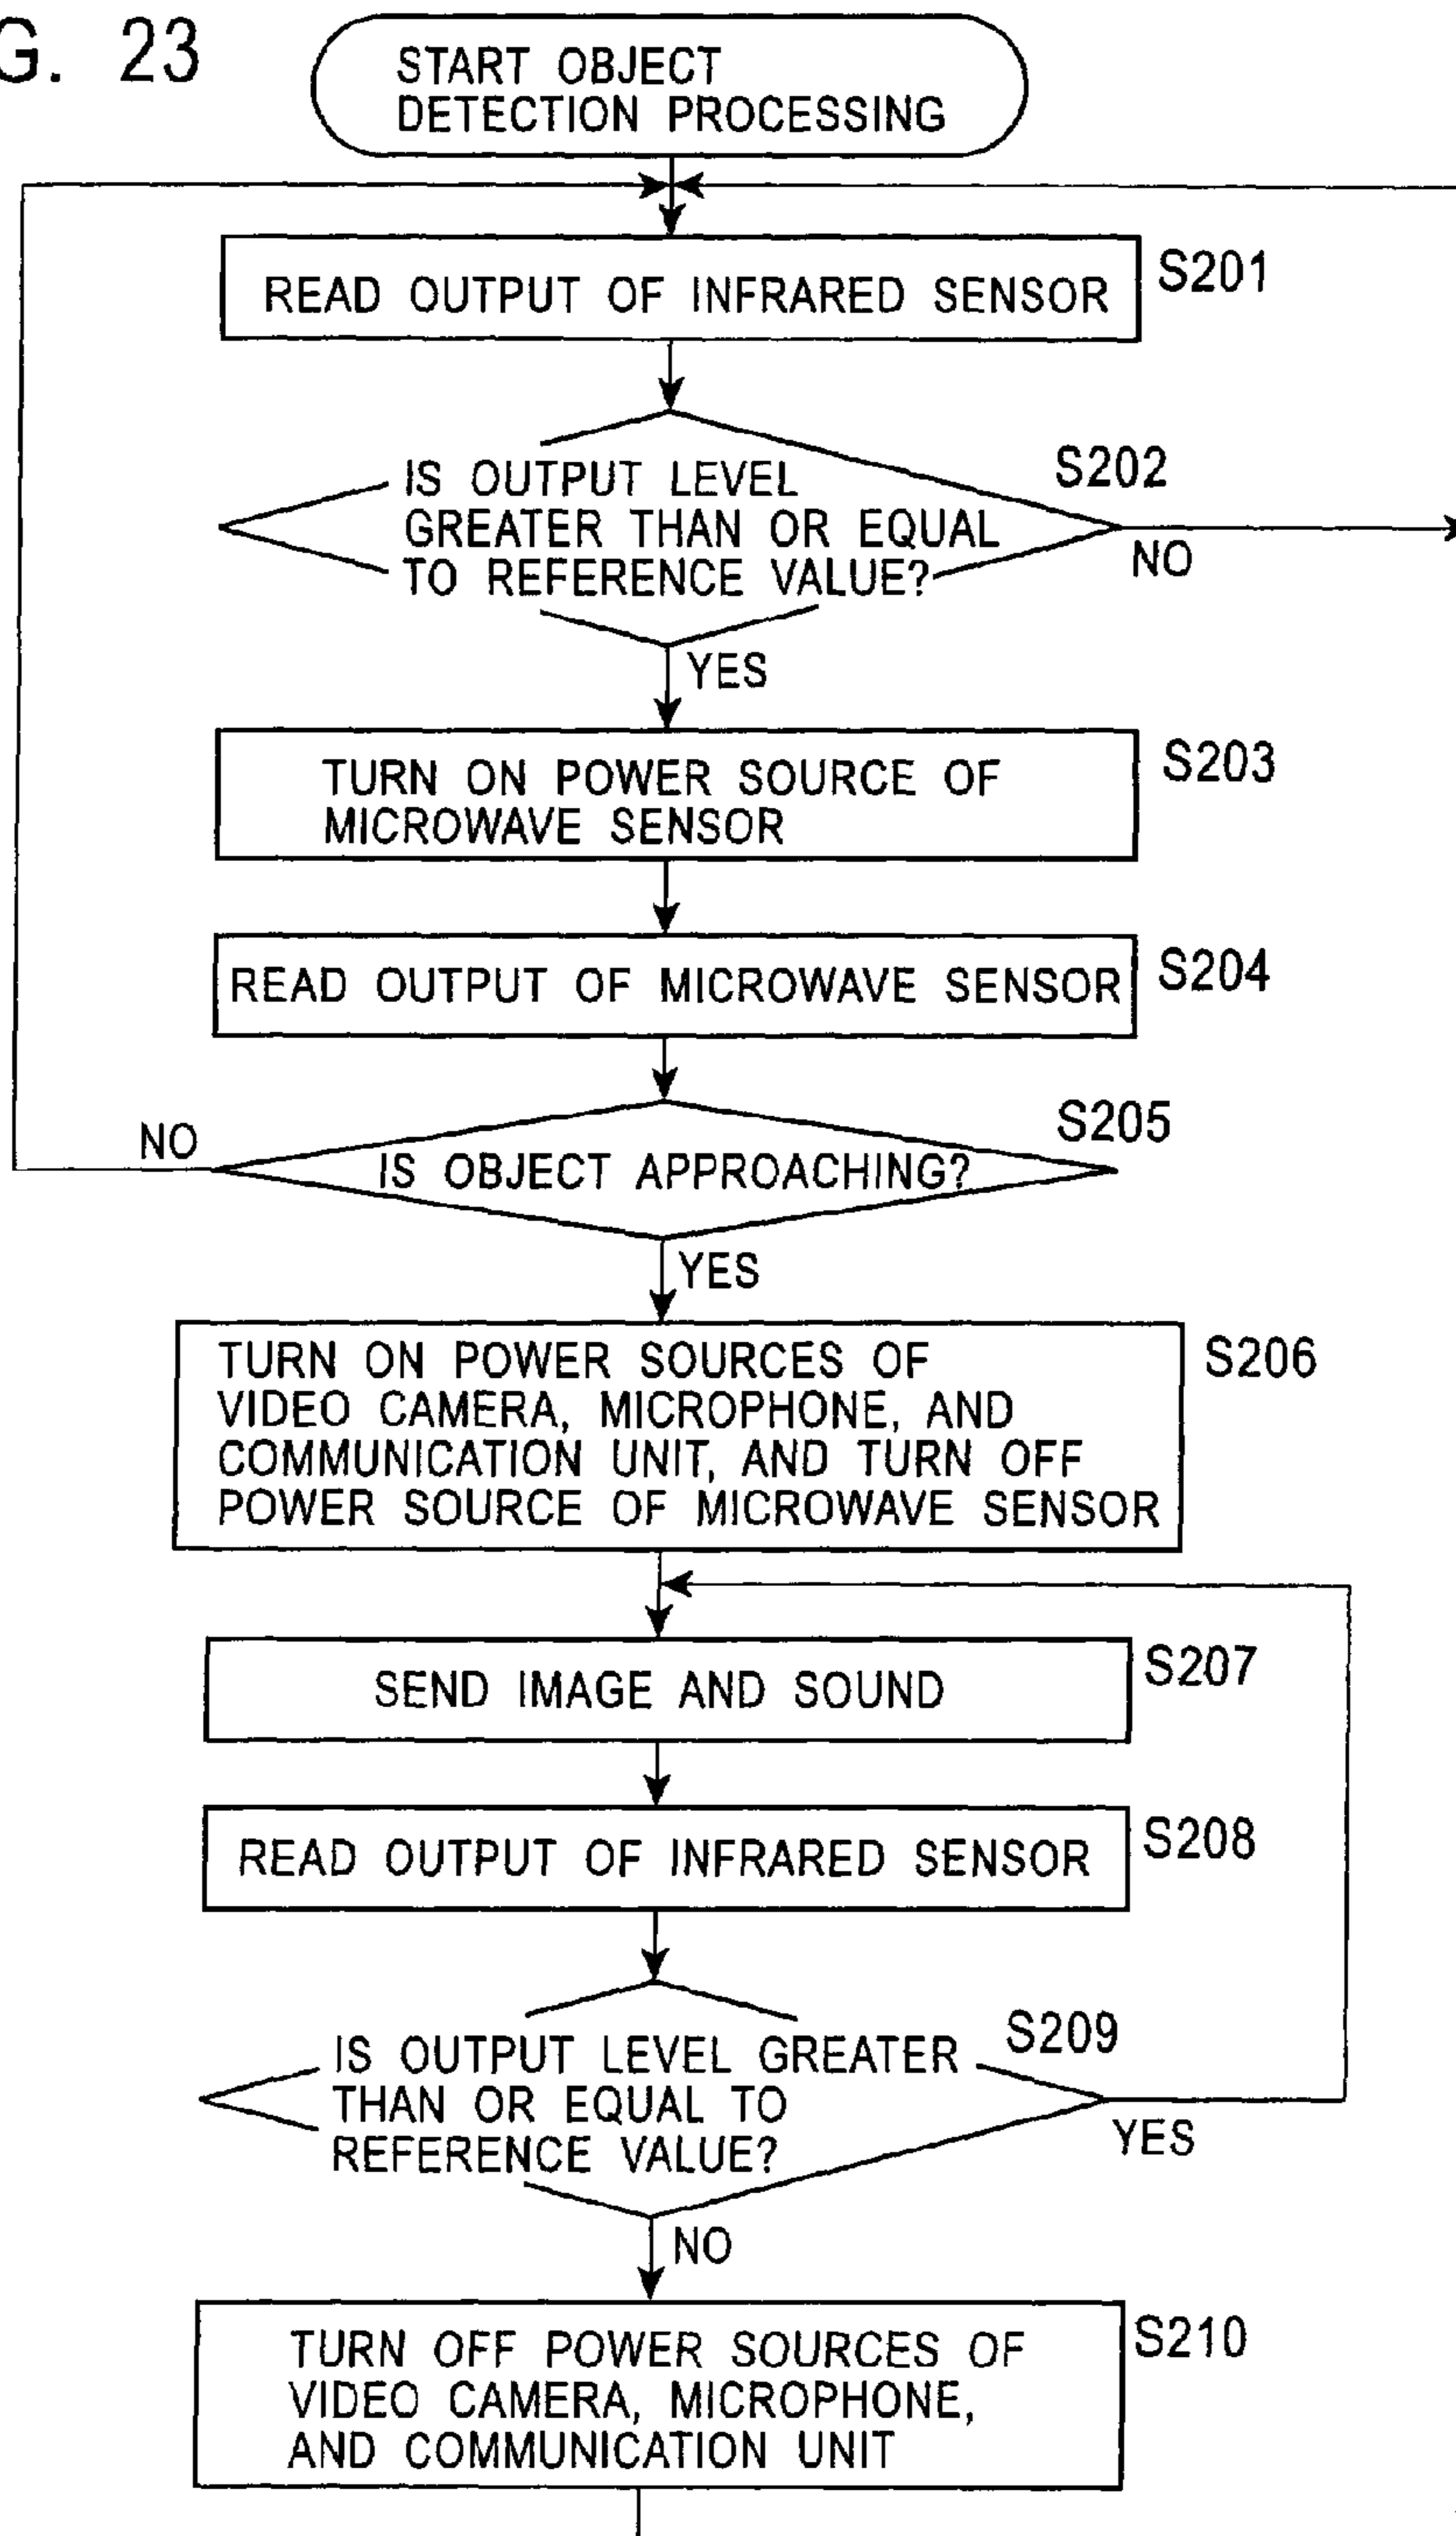 G. 23
START OBJECT
DETECTION PROCESSING
READ OUTPUT OF INFRARED SENSOR
S201
IS OUTPUT LEVEL
GREATER THAN OR EQUAL
TO REFERENCE VALUE?
S202
NO
YES
TURN ON POWER SOURCE OF
MICROWAVE SENSOR
S203
READ OUTPUT OF MICROWAVE SENSOR
S204
NO
IS OBJECT APPROACHING?
S205
YES
TURN ON POWER SOURCES OF
VIDEO CAMERA, MICROPHONE, AND
COMMUNICATION UNIT, AND TURN OFF
POWER SOURCE OF MICROWAVE SENSOR
S206
SEND IMAGE AND SOUND
S207
READ OUTPUT OF INFRARED SENSOR
S208
IS OUTPUT LEVEL GREATER
THAN OR EQUAL TO
REFERENCE VALUE?
S209
YES
NO
TURN OFF POWER SOURCES OF
VIDEO CAMERA, MICROPHONE,
AND COMMUNICATION UNIT
S210